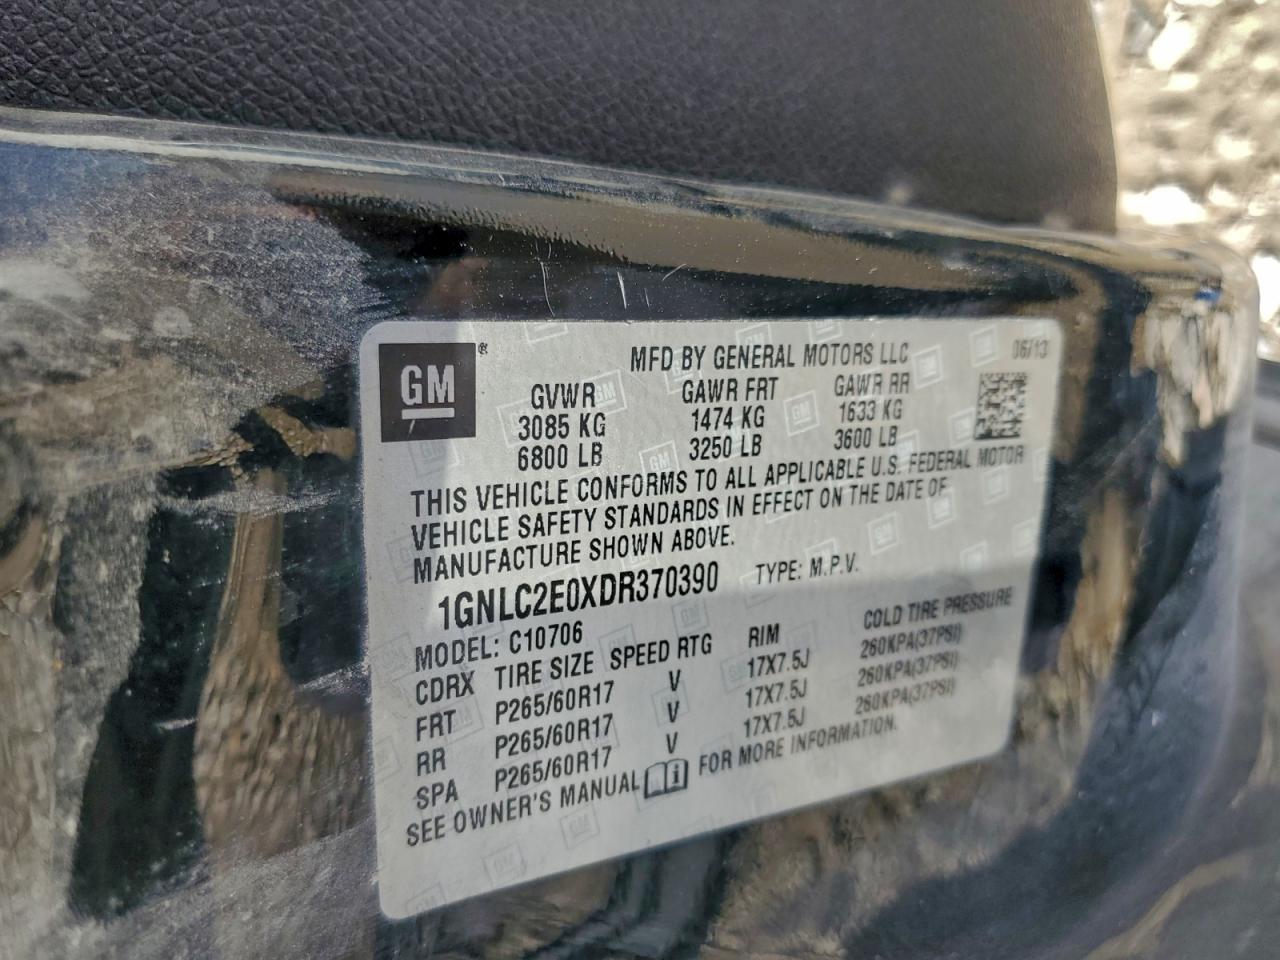 GM ®
MFD BY GENERAL MOTORS LLC 06/13
GVWR GAWR FRT GAWR RR
3085 KG 1474 KG 1633 KG
6800 LB 3250 LB 3600 LB
THIS VEHICLE CONFORMS TO ALL APPLICABLE U.S. FEDERAL MOTOR
VEHICLE SAFETY STANDARDS IN EFFECT ON THE DATE OF
MANUFACTURE SHOWN ABOVE.
1GNLC2E0XDR370390 TYPE: M.P.V.
MODEL: C10706
CDRX TIRE SIZE SPEED RTG RIM COLD TIRE PRESSURE
FRT P265/60R17 V 17X7.5J 260KPA(37PSI)
RR P265/60R17 V 17X7.5J 260KPA(37PSI)
SPA P265/60R17 V 17X7.5J 260KPA(37PSI)
SEE OWNER'S MANUAL FOR MORE INFORMATION.